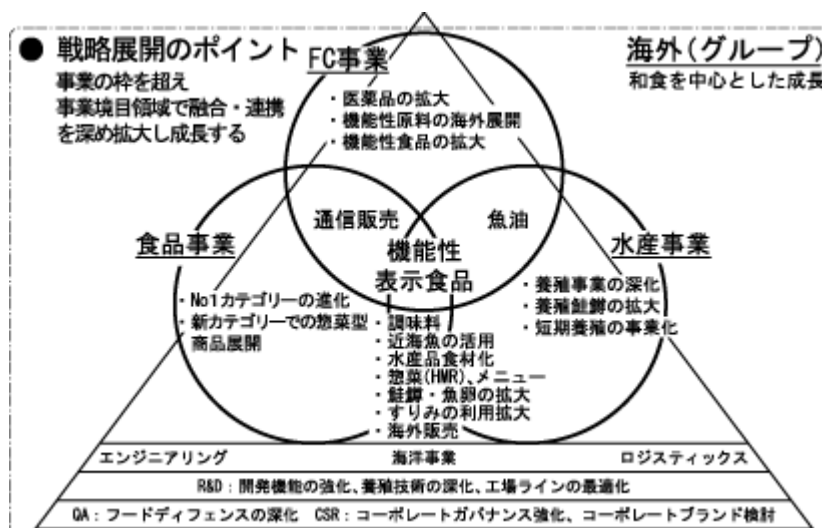 ● 戦略展開のポイント
事業の枠を超え
事業境目領域で融合・連携
を深め拡大し成長する
FC事業
・医薬品の拡大
・機能性原料の海外展開
・機能性食品の拡大
海外(グループ)
和食を中心とした成長
通信販売
魚油
機能性
表示食品
食品事業
・No1カテゴリーの進化
・新カテゴリーでの惣菜型
商品展開
水産事業
・養殖事業の深化
・養殖鮭鱒の拡大
・短期養殖の事業化
・調味料
・近海魚の活用
・水産品食材化
・惣菜(HMR)、メニュー
・鮭鱒・魚卵の拡大
・すりみの利用拡大
・海外販売
エンジニアリング 海洋事業 ロジスティックス
R&D：開発機能の強化、養殖技術の深化、工場ラインの最適化
QA：フードディフェンスの深化 CSR：コーポレートガバナンス強化、コーポレートブランド検討